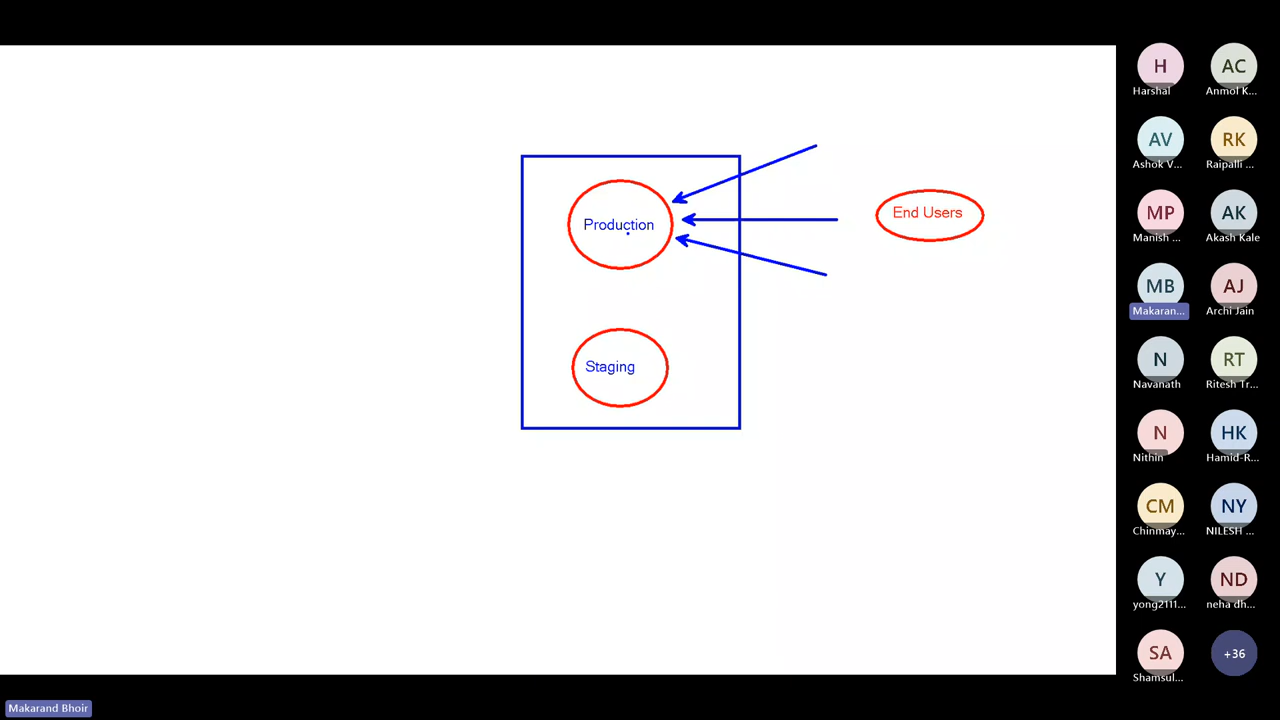 Production
End Users
Staging
H
Harshal
AC
Anmol K...
AV
Ashok V...
RK
Raipalli ...
MP
Manish ...
AK
Akash Kale
MB
Makaran...
AJ
Archi Jain
N
Navanath
RT
Ritesh Tr...
N
Nithin
HK
Hamid-R...
CM
Chinmay...
NY
NILESH ...
Y
yong2111...
ND
neha dh...
SA
Shamsul...
+36
Makarand Bhoir